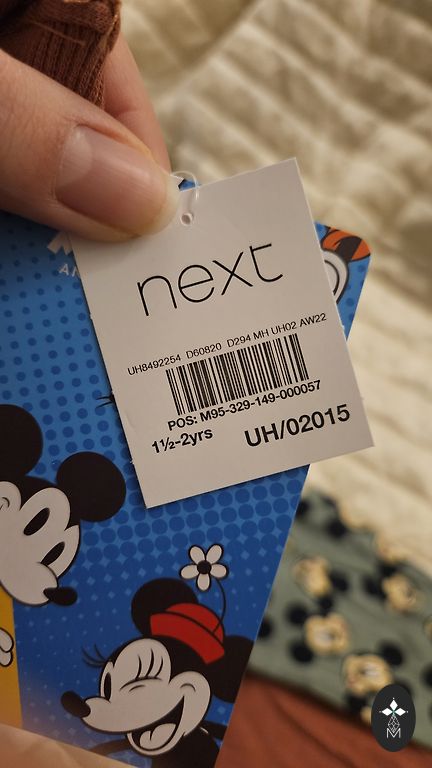 next
UH8492254 D60820 D294 MH UH02 AW22
POS: M95-329-149-000057
1½-2yrs UH/02015
M